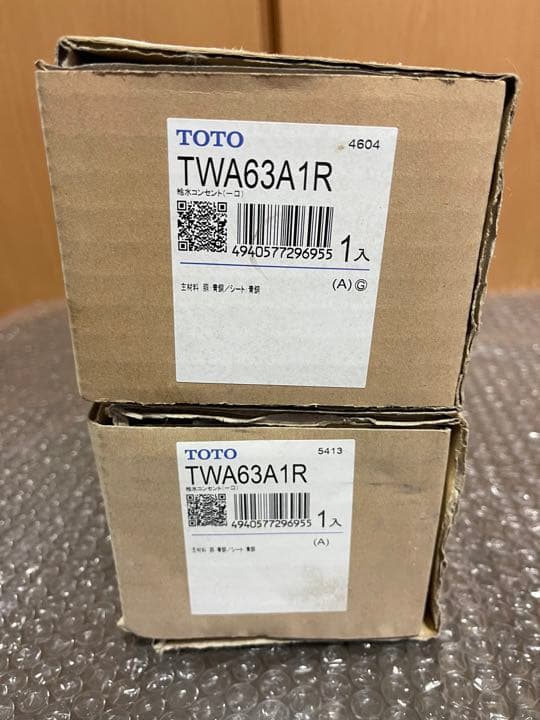 TOTO 4604
TWA63A1R
給水コンセント(一口)
4940577296955 1入
(A) Ⓖ
主材料 胴:青銅/シート:青銅
TOTO 5413
TWA63A1R
給水コンセント(一口)
4940577296955 1入
(A)
主材料 胴:青銅/シート:青銅